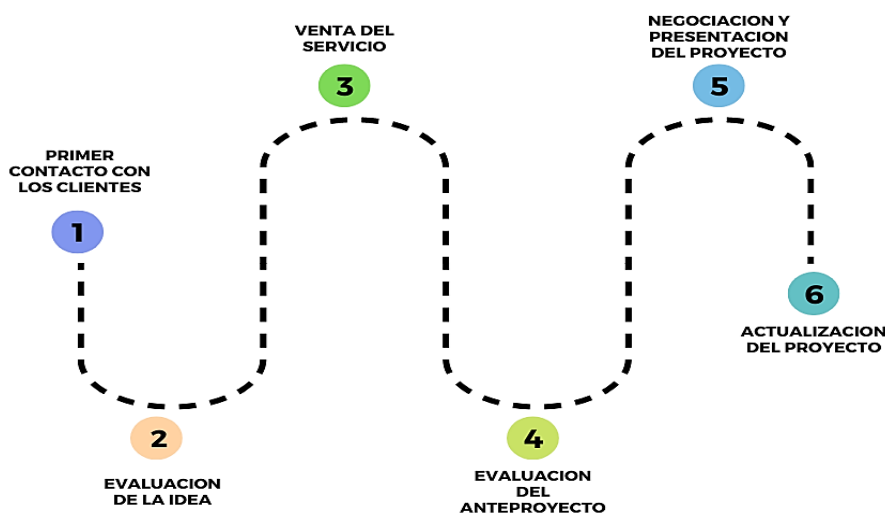 1
PRIMER
CONTACTO CON
LOS CLIENTES
2
EVALUACION
DE LA IDEA
3
VENTA DEL
SERVICIO
4
EVALUACION
DEL
ANTEPROYECTO
5
NEGOCIACION Y
PRESENTACION
DEL PROYECTO
6
ACTUALIZACION
DEL PROYECTO